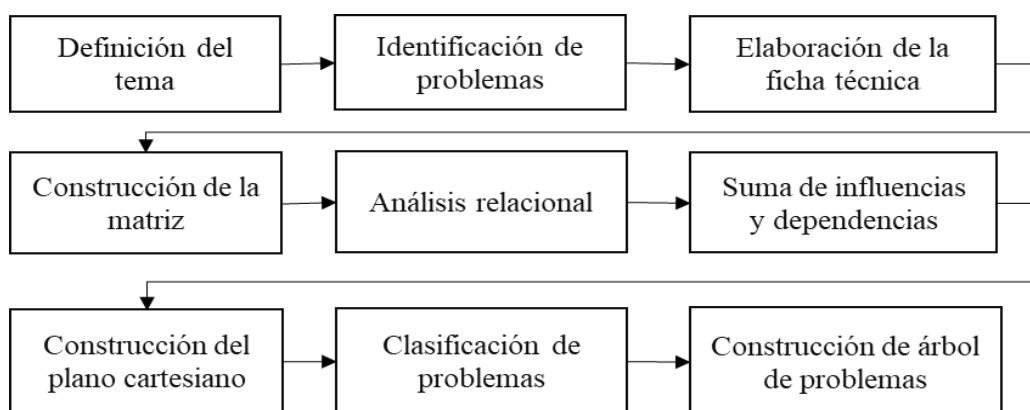 Definición del
tema
Identificación de
problemas
Elaboración de la
ficha técnica
Construcción de la
matriz
Análisis relacional
Suma de influencias
y dependencias
Construcción del
plano cartesiano
Clasificación de
problemas
Construcción de árbol
de problemas